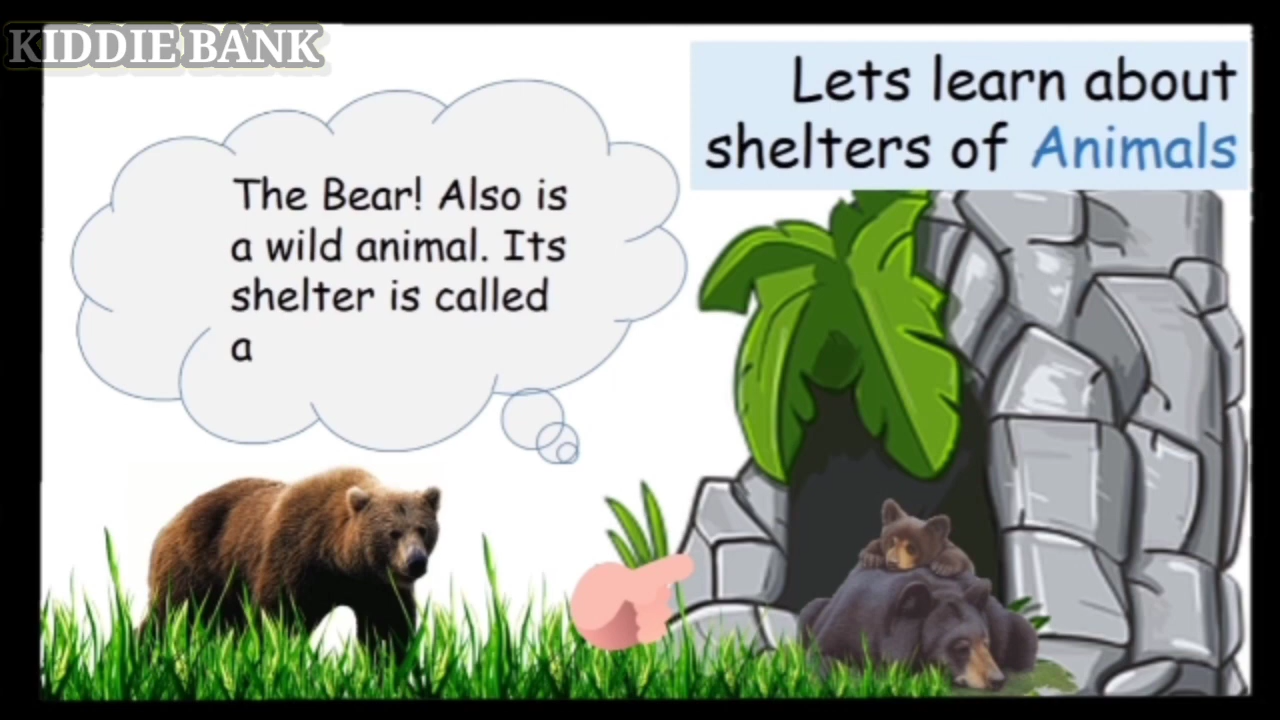 KIDDIE BANK
Lets learn about
shelters of Animals
The Bear! Also is
a wild animal. Its
shelter is called
a